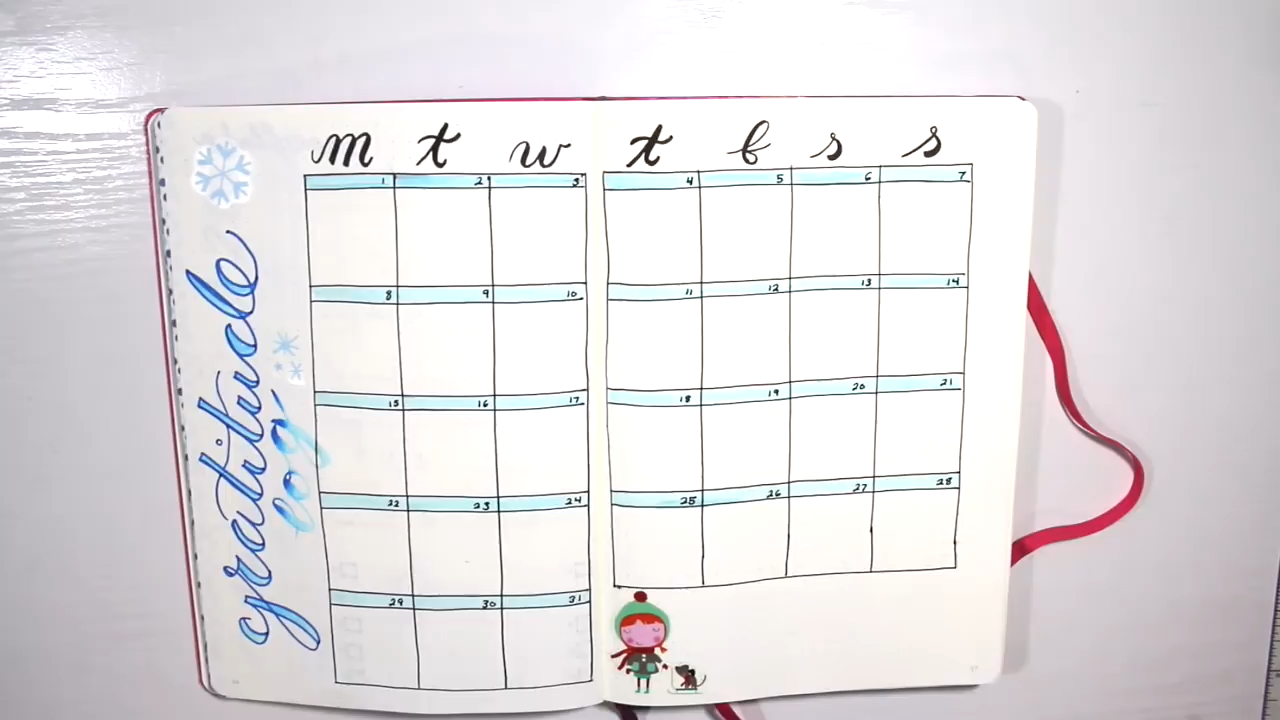 gratitude
log
m t w t f s s
1 2 3 4 5 6 7
8 9 10 11 12 13 14
15 16 17 18 19 20 21
22 23 24 25 26 27 28
29 30 31